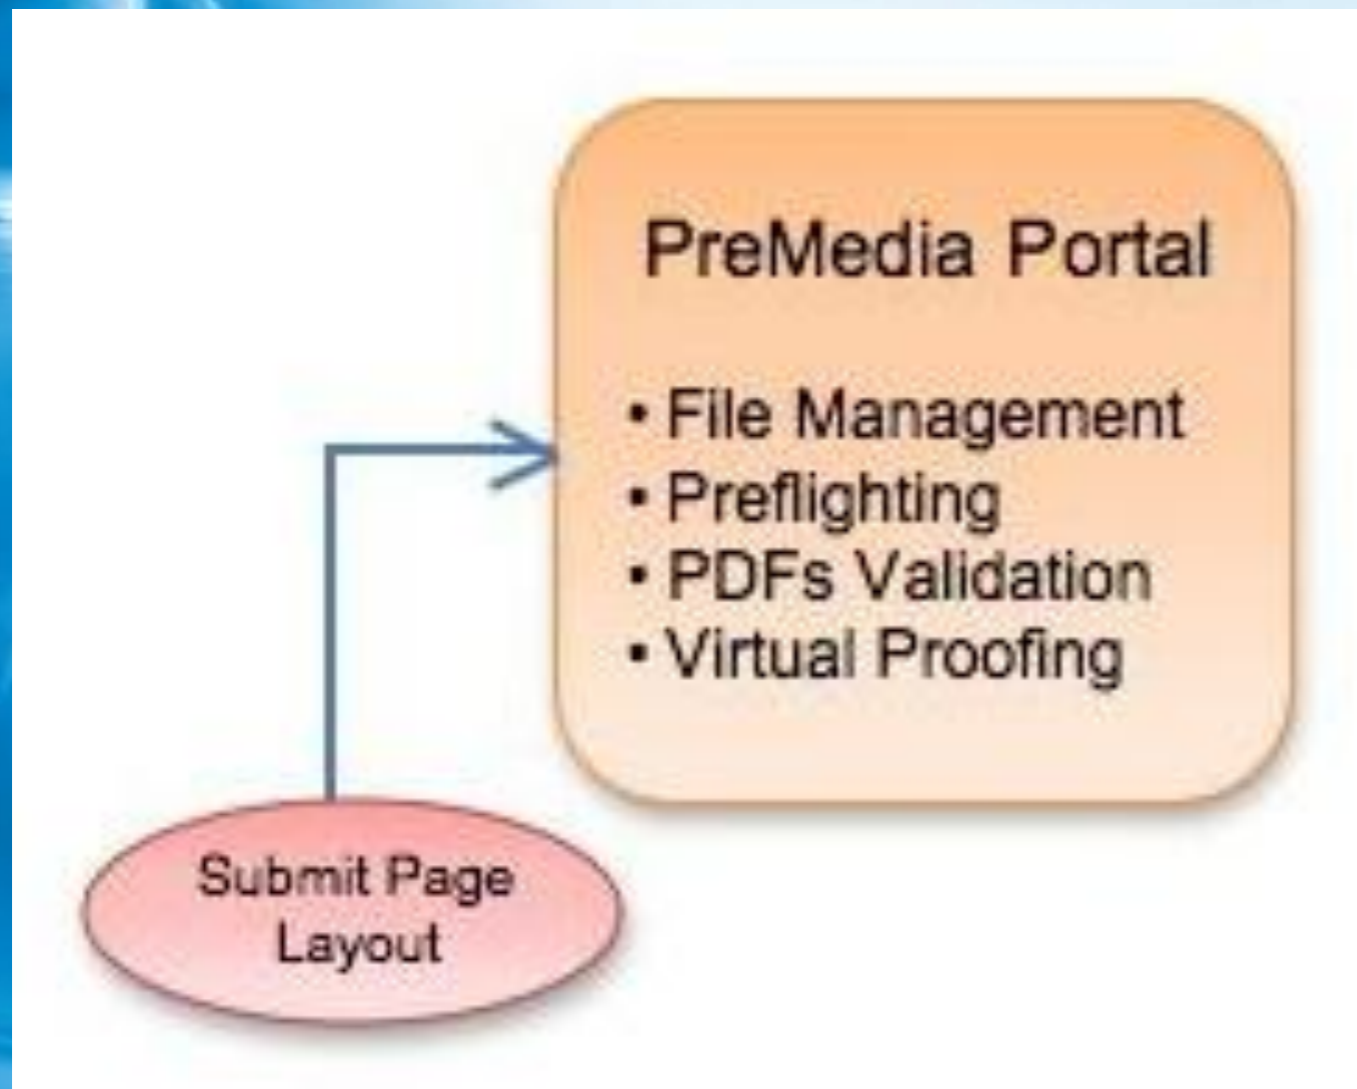 PreMedia Portal
• File Management
• Preflighting
• PDFs Validation
• Virtual Proofing
Submit Page
Layout